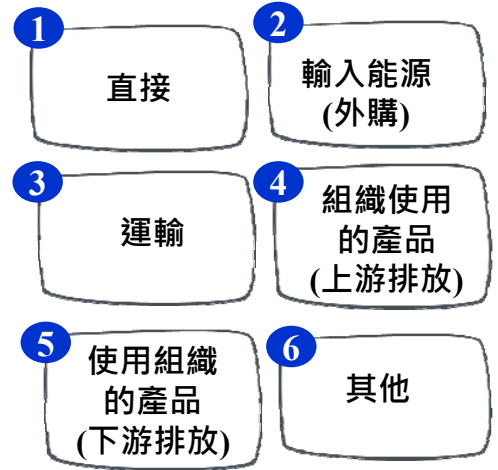 1
直接
2
輸入能源
(外購)
3
運輸
4
組織使用
的產品
(上游排放)
5
使用組織
的產品
(下游排放)
6
其他